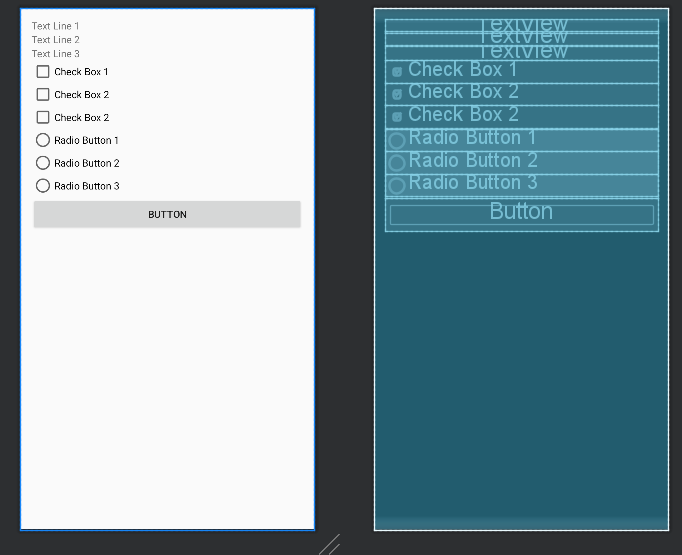 Text Line 1
Text Line 2
Text Line 3
Check Box 1
Check Box 2
Check Box 2
Radio Button 1
Radio Button 2
Radio Button 3
BUTTON
TextView
TextView
TextView
Check Box 1
Check Box 2
Check Box 2
Radio Button 1
Radio Button 2
Radio Button 3
Button